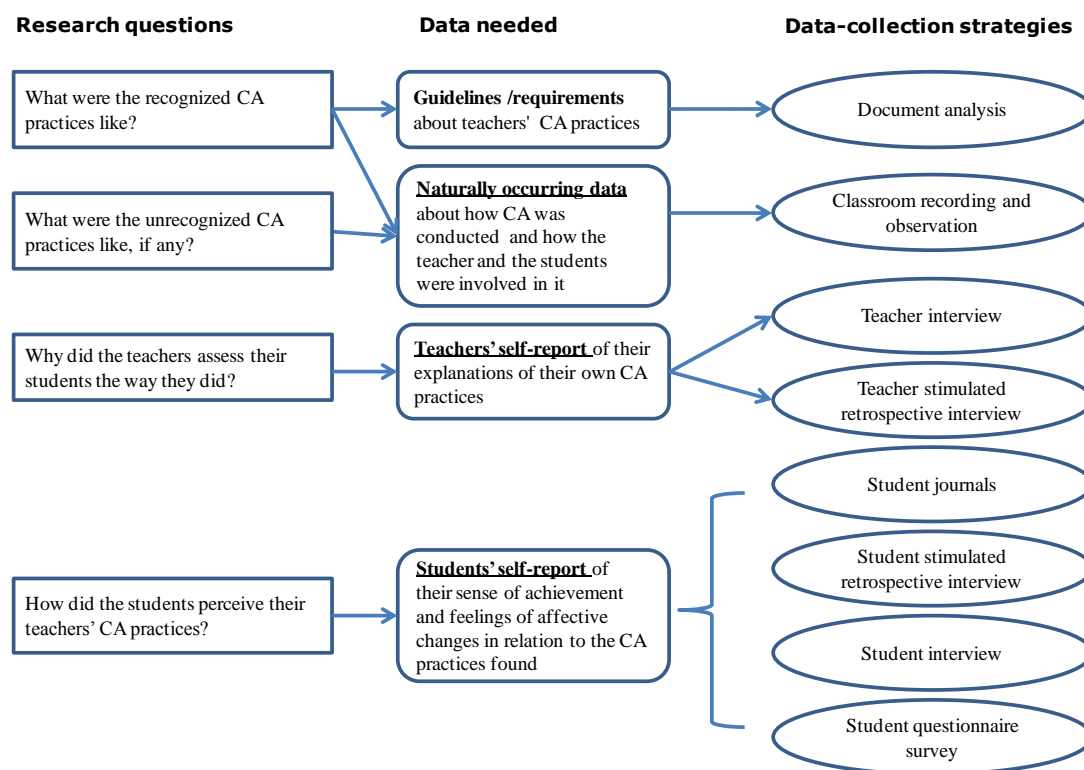 Research questions
Data needed
Data-collection strategies
What were the recognized CA
practices like?
Guidelines /requirements
about teachers' CA practices
Document analysis
What were the unrecognized CA
practices like, if any?
Naturally occurring data
about how CA was
conducted and how the
teacher and the students
were involved in it
Classroom recording and
observation
Why did the teachers assess their
students the way they did?
Teachers’ self-report of their
explanations of their own CA
practices
Teacher interview
Teacher stimulated
retrospective interview
How did the students perceive their
teachers’ CA practices?
Students’ self-report of
their sense of achievement
and feelings of affective
changes in relation to the CA
practices found
Student journals
Student stimulated
retrospective interview
Student interview
Student questionnaire
survey